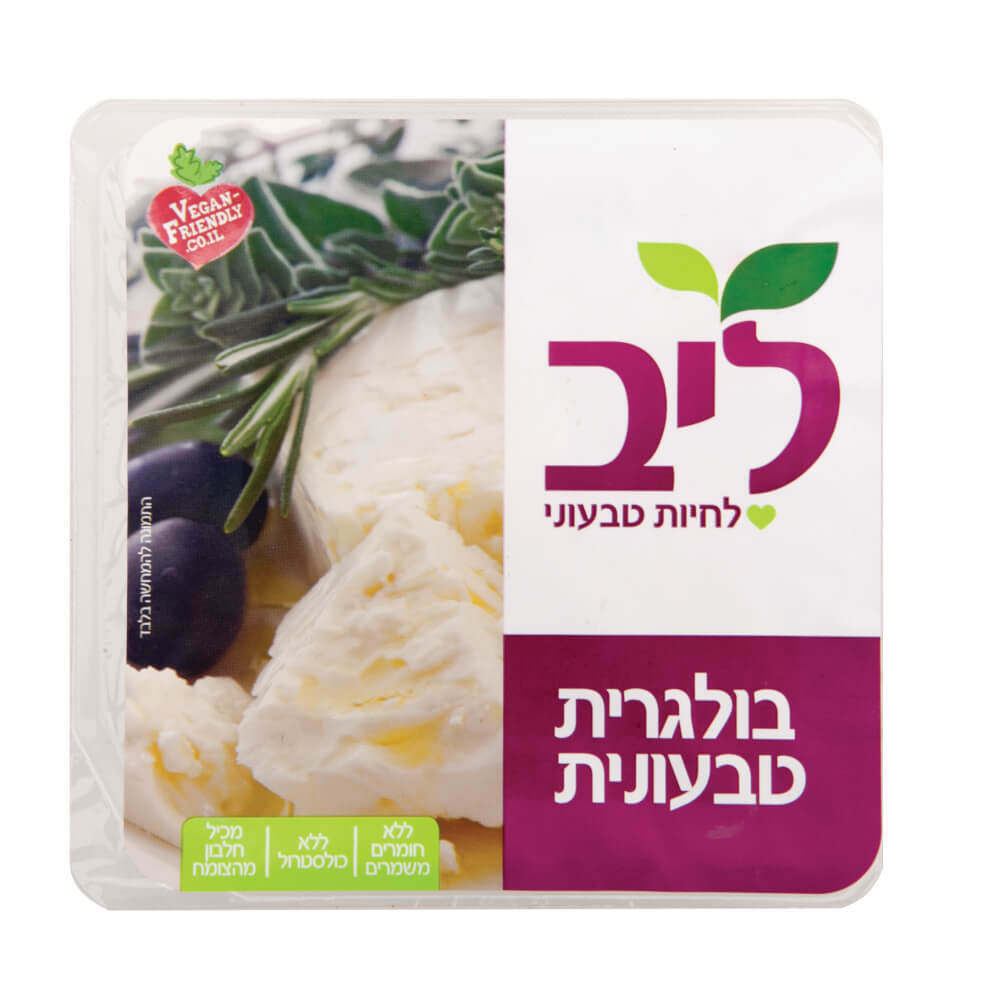 VEGAN-
FRIENDLY
.CO.IL
ליב
לחיות טבעוני
בולגרית
טבעונית
ללא
חומרים
משמרים
ללא
כולסטרול
מכיל
חלבון
מהצומח
התמונה להמחשה בלבד